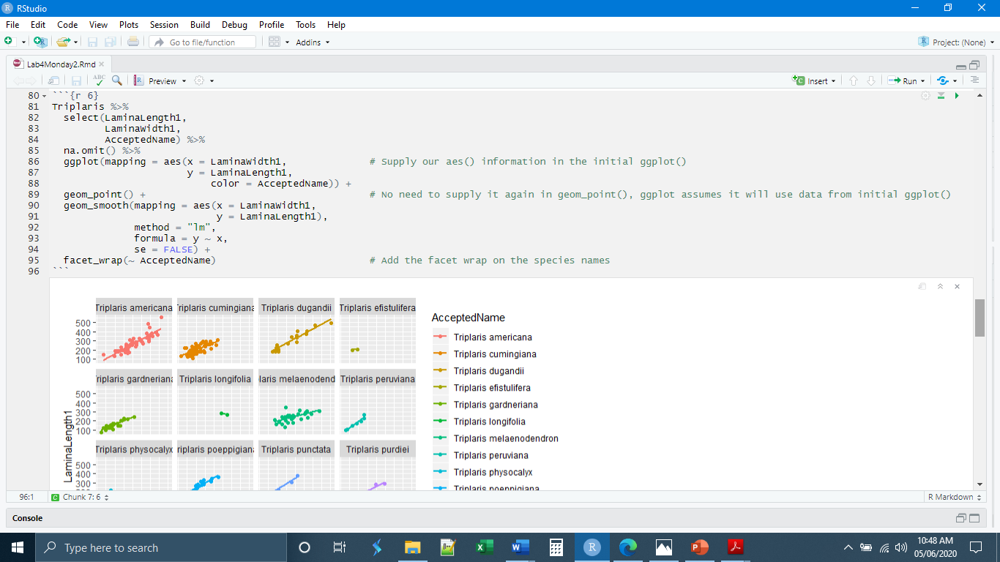 RStudio
File Edit Code View Plots Session Build Debug Profile Tools Help
Go to file/function Addins Project: (None)
Lab4Monday2.Rmd
ABC Preview Insert Run
80 ```{r 6}
81 Triplaris %>%
82 select(LaminaLength1,
83 LaminaWidth1,
84 AcceptedName) %>%
85 na.omit() %>%
86 ggplot(mapping = aes(x = LaminaWidth1, # Supply our aes() information in the initial ggplot()
87 y = LaminaLength1,
88 color = AcceptedName)) +
89 geom_point() + # No need to supply it again in geom_point(), ggplot assumes it will use data from initial ggplot()
90 geom_smooth(mapping = aes(x = LaminaWidth1,
91 y = LaminaLength1),
92 method = "lm",
93 formula = y ~ x,
94 se = FALSE) +
95 facet_wrap(~ AcceptedName) # Add the facet wrap on the species names
96 ```
Triplaris americana riplaris cumingiana Triplaris dugandii Triplaris efistulifera
500
400
300
200
100
riplaris gardneriana Triplaris longifolia laris melaenodend Triplaris peruviana
500
400
300
200
100
Triplaris physocalyx riplaris poeppigiana Triplaris punctata Triplaris purdiei
500
400
300
LaminaLength1
AcceptedName
Triplaris americana
Triplaris cumingiana
Triplaris dugandii
Triplaris efistulifera
Triplaris gardneriana
Triplaris longifolia
Triplaris melaenodendron
Triplaris peruviana
Triplaris physocalyx
Triplaris poeppigiana
96:1 C Chunk 7: 6 R Markdown
Console
Type here to search
10:48 AM
05/06/2020